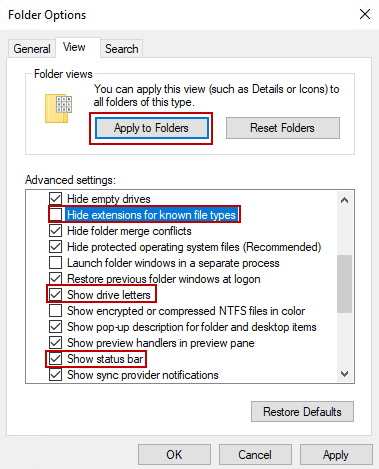 Folder Options
General
View
Search
Folder views
You can apply this view (such as Details or Icons) to
all folders of this type.
Apply to Folders
Reset Folders
Advanced settings:
Hide empty drives
Hide extensions for known file types
Hide folder merge conflicts
Hide protected operating system files (Recommended)
Launch folder windows in a separate process
Restore previous folder windows at logon
Show drive letters
Show encrypted or compressed NTFS files in color
Show pop-up description for folder and desktop items
Show preview handlers in preview pane
Show status bar
Show sync provider notifications
Restore Defaults
OK
Cancel
Apply